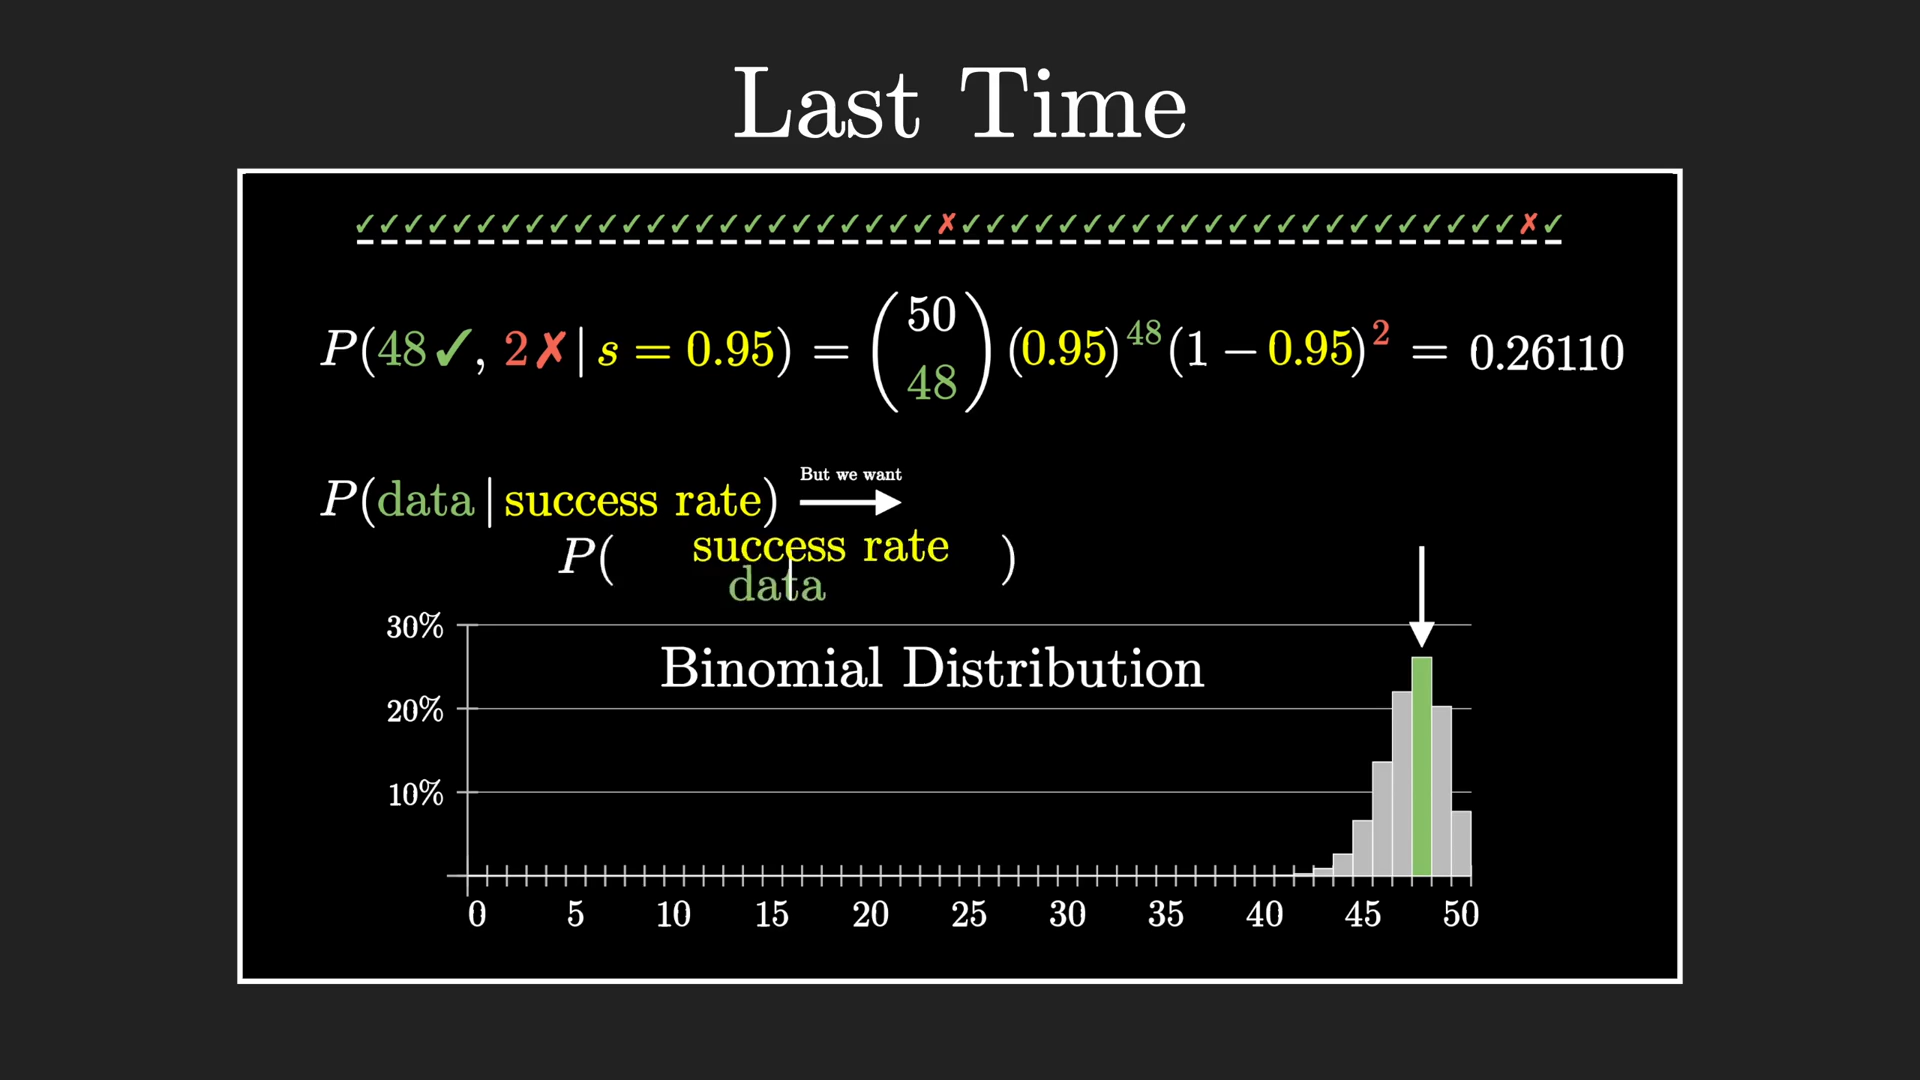 Last Time
✓✓✓✓✓✓✓✓✓✓✓✓✓✓✓✓✓✓✓✓✓✓✓✓✗✓✓✓✓✓✓✓✓✓✓✓✓✓✓✓✓✓✓✓✓✓✓✓✗✓
P(48✓, 2✗ | s = 0.95) = (50 48) (0.95)^48 (1 − 0.95)^2 = 0.26110
P(data | success rate) But we want
P( success rate | data )
30%
Binomial Distribution
20%
10%
0 5 10 15 20 25 30 35 40 45 50